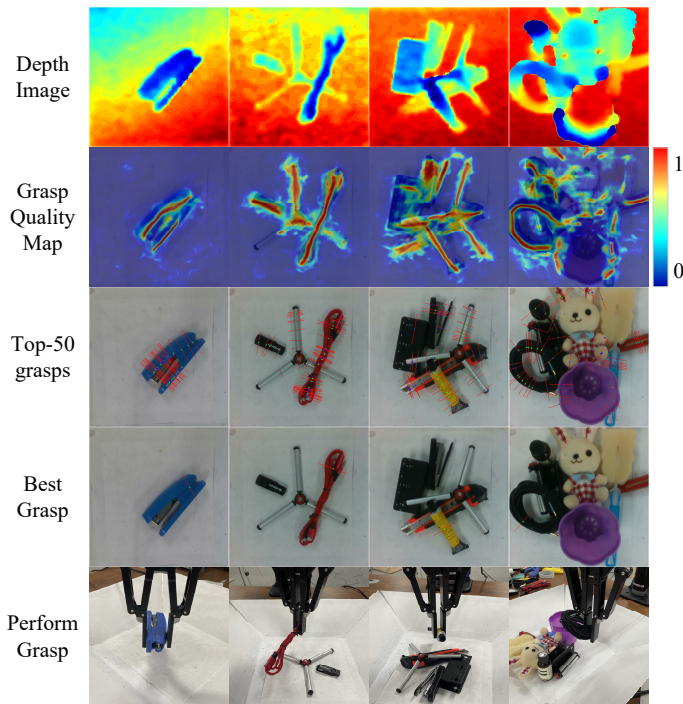 Depth
Image
Grasp
Quality
Map
1
0
Top-50
grasps
Best
Grasp
Perform
Grasp